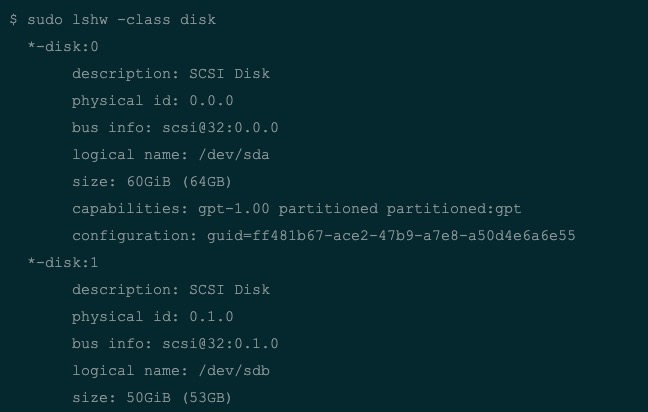 $ sudo lshw -class disk
  *-disk:0
       description: SCSI Disk
       physical id: 0.0.0
       bus info: scsi@32:0.0.0
       logical name: /dev/sda
       size: 60GiB (64GB)
       capabilities: gpt-1.00 partitioned partitioned:gpt
       configuration: guid=ff481b67-ace2-47b9-a7e8-a50d4e6a6e55
  *-disk:1
       description: SCSI Disk
       physical id: 0.1.0
       bus info: scsi@32:0.1.0
       logical name: /dev/sdb
       size: 50GiB (53GB)